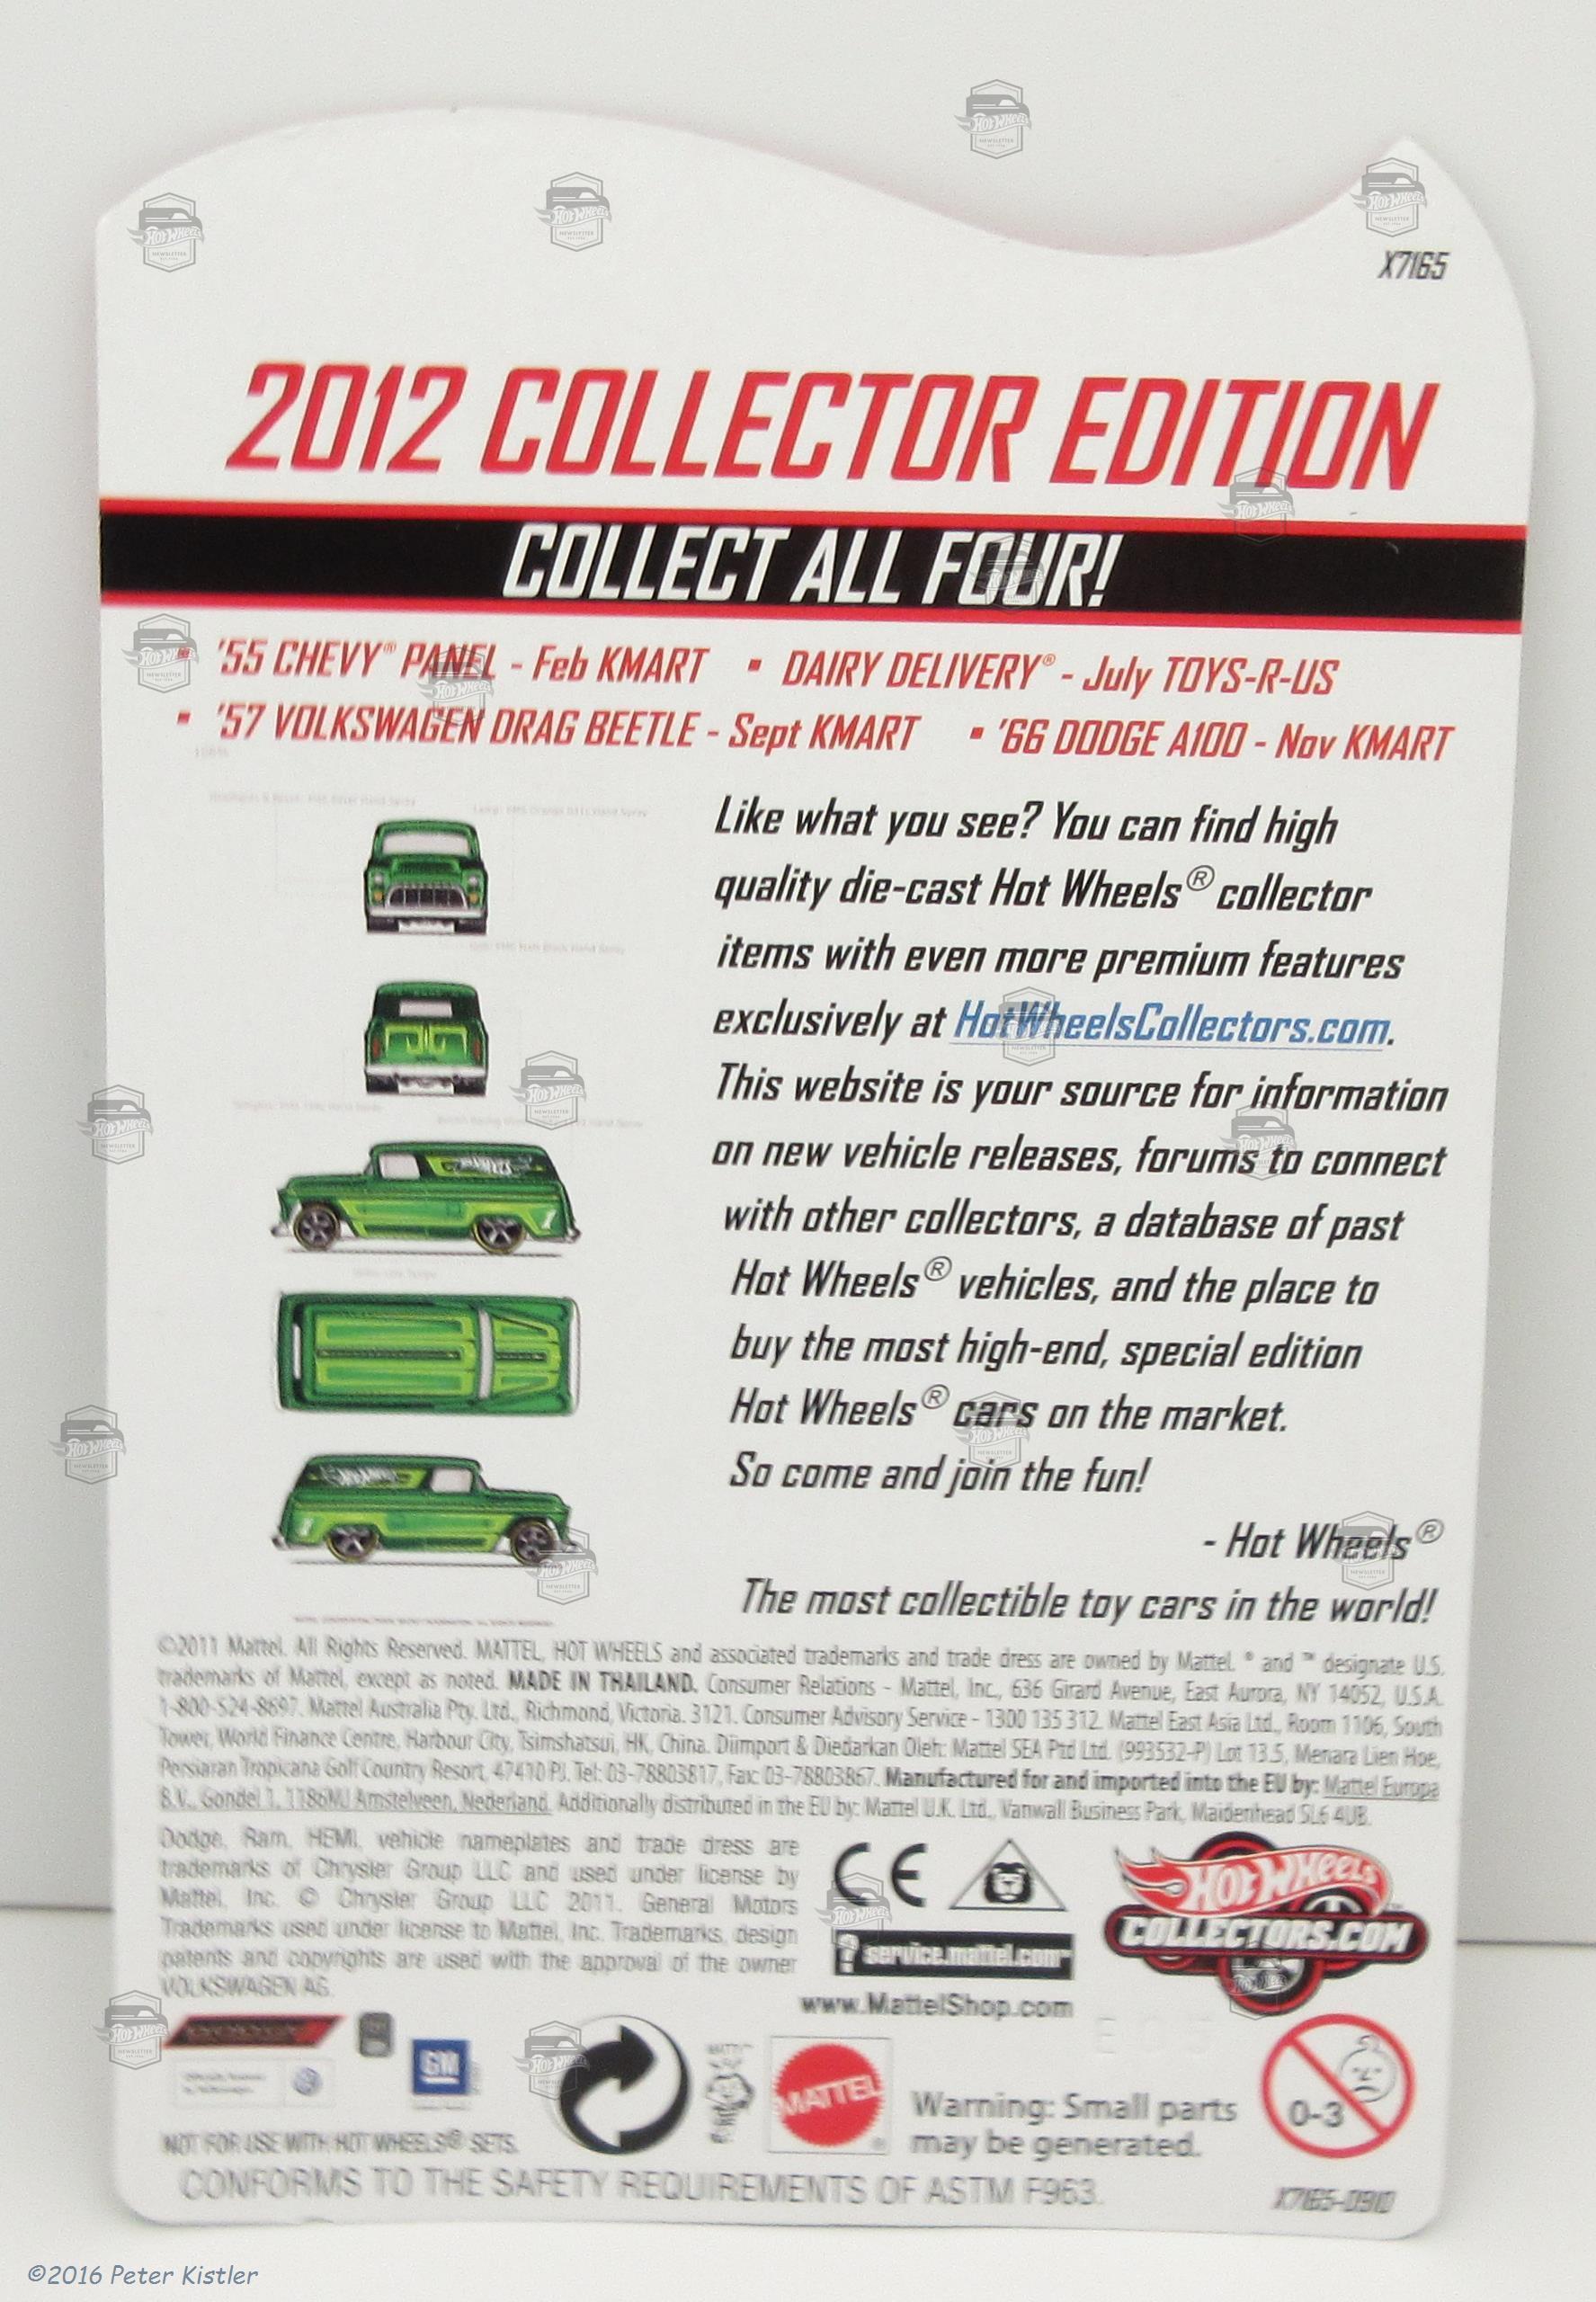 X7165
2012 COLLECTOR EDITION
COLLECT ALL FOUR!
▪ '55 CHEVY® PANEL - Feb KMART ▪ DAIRY DELIVERY® - July TOYS-R-US
▪ '57 VOLKSWAGEN DRAG BEETLE - Sept KMART ▪ '66 DODGE A100 - Nov KMART
Like what you see? You can find high
quality die-cast Hot Wheels® collector
items with even more premium features
exclusively at HotWheelsCollectors.com.
This website is your source for information
on new vehicle releases, forums to connect
with other collectors, a database of past
Hot Wheels® vehicles, and the place to
buy the most high-end, special edition
Hot Wheels® cars on the market.
So come and join the fun!
- Hot Wheels®
The most collectible toy cars in the world!
©2011 Mattel. All Rights Reserved. MATTEL, HOT WHEELS and associated trademarks and trade dress are owned by Mattel. ® and ™ designate U.S.
trademarks of Mattel, except as noted. MADE IN THAILAND. Consumer Relations - Mattel, Inc., 636 Girard Avenue, East Aurora, NY 14052, U.S.A.
1-800-524-8697. Mattel Australia Pty. Ltd., Richmond, Victoria. 3121. Consumer Advisory Service - 1300 135 312. Mattel East Asia Ltd., Room 1106, South
Tower, World Finance Centre, Harbour City, Tsimshatsui, HK, China. Diimport & Diedarkan Oleh: Mattel SEA Ptd Ltd. (993532-P) Lot 13.5, Menara Lien Hoe,
Persiaran Tropicana Golf Country Resort, 47410 PJ. Tel: 03-78803817, Fax: 03-78803867. Manufactured for and imported into the EU by: Mattel Europa
B.V., Gondel 1, 1186MJ Amstelveen, Nederland. Additionally distributed in the EU by: Mattel U.K. Ltd., Vanwall Business Park, Maidenhead SL6 4UB.
Dodge, Ram, HEMI, vehicle nameplates and trade dress are
trademarks of Chrysler Group LLC and used under license by
Mattel, Inc. © Chrysler Group LLC 2011. General Motors
Trademarks used under license to Mattel, Inc. Trademarks, design
patents and copyrights are used with the approval of the owner
VOLKSWAGEN AG.
CE
service.mattel.com
www.MattelShop.com
HOT WHEELS
COLLECTORS.COM
GM
MATTEL
Warning: Small parts
may be generated.
0-3
NOT FOR USE WITH HOT WHEELS® SETS.
CONFORMS TO THE SAFETY REQUIREMENTS OF ASTM F963.
X7165-0910
©2016 Peter Kistler